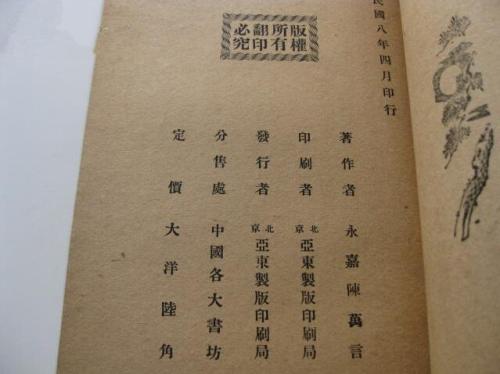 民國八年四月印行
版權所有翻印必究
著作者 永嘉陳萬言
印刷者 北京亞東製版印刷局
發行者 北京亞東製版印刷局
分售處 中國各大書坊
定價大洋陸角